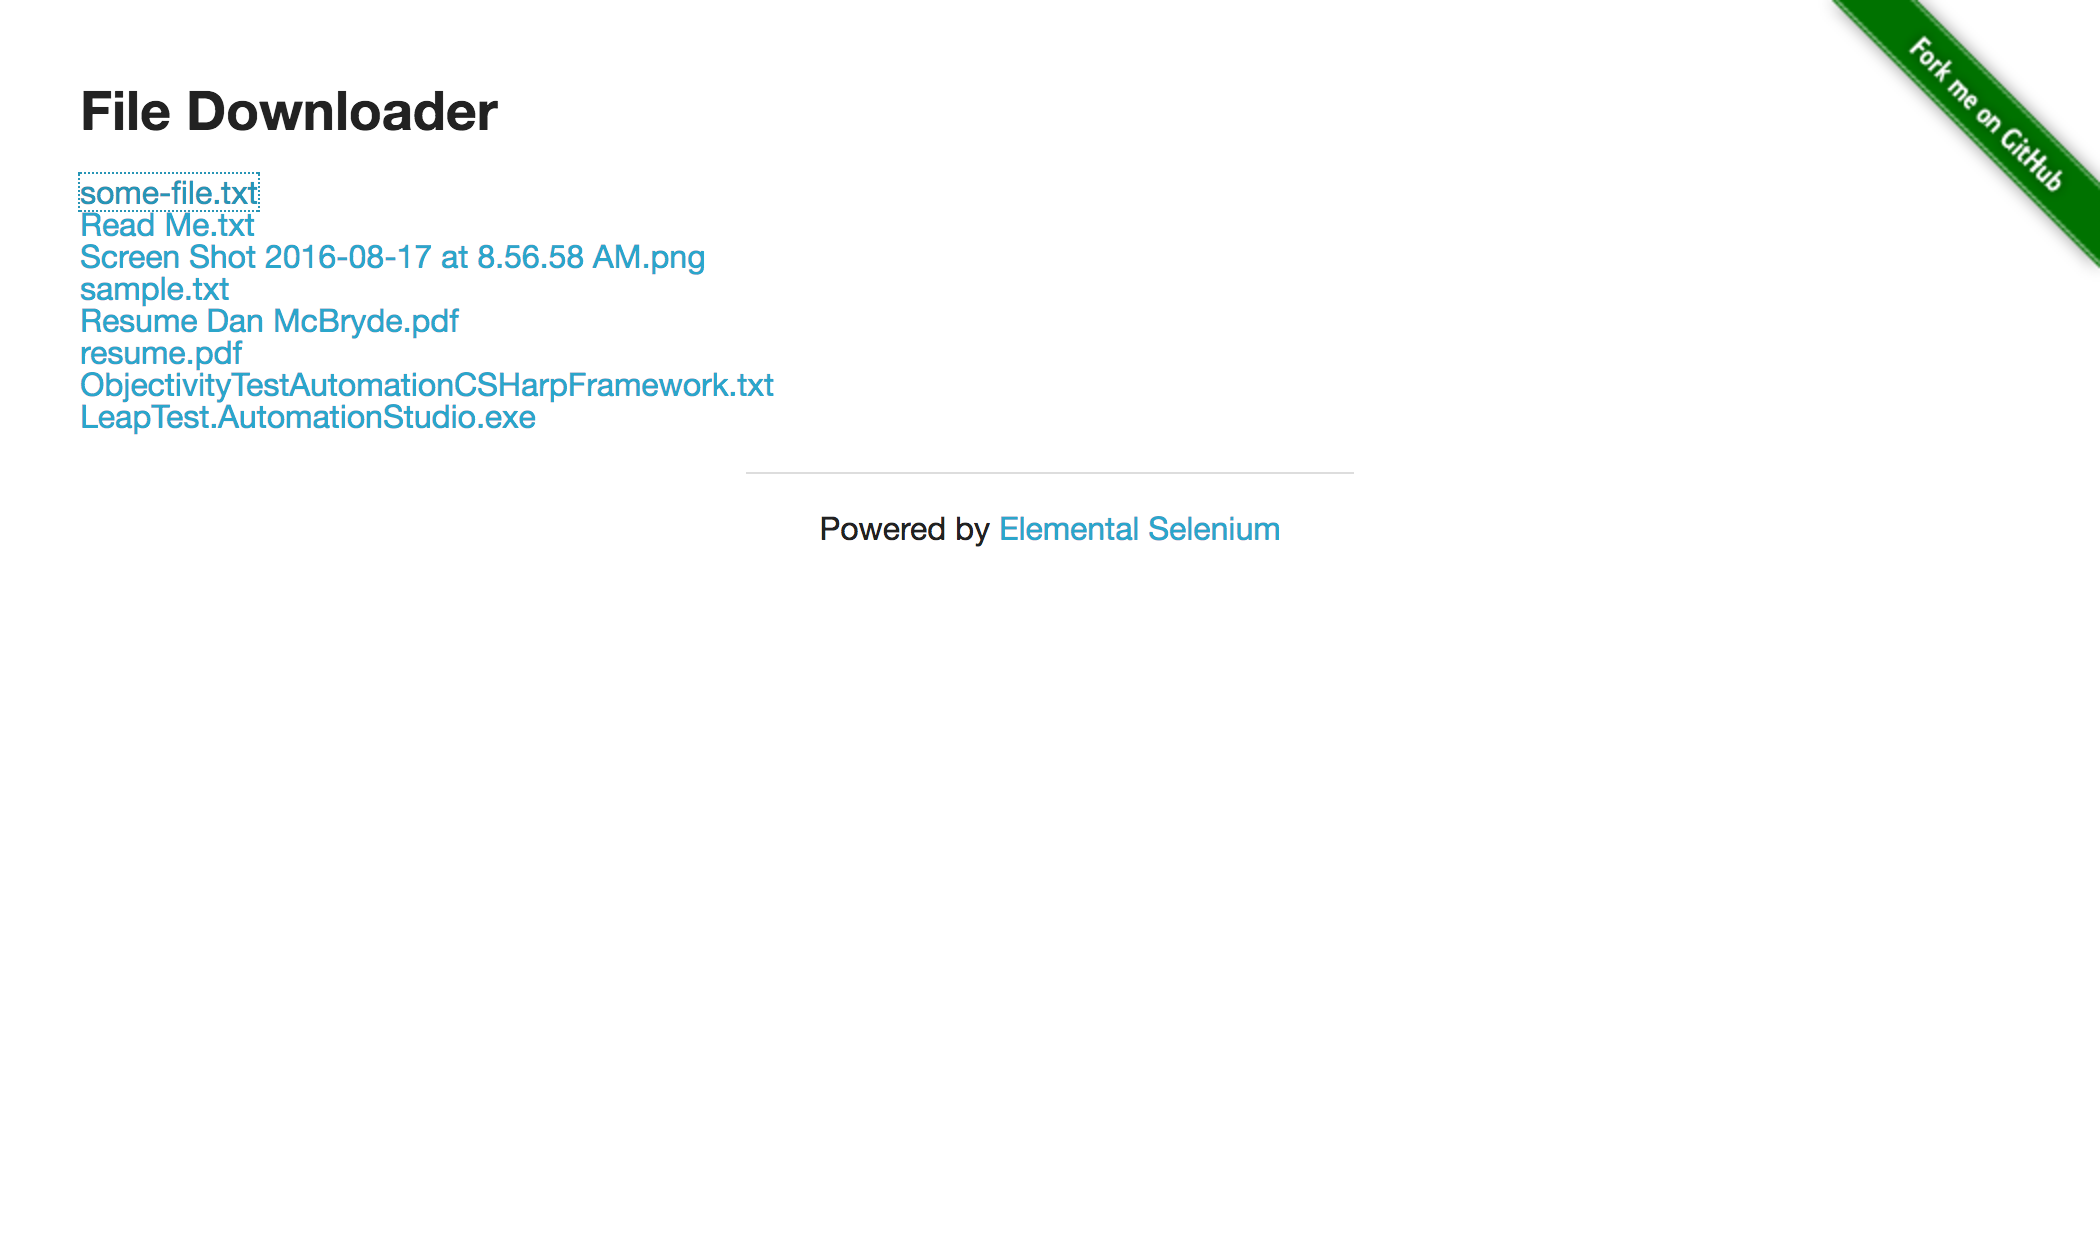 Fork me on GitHub
File Downloader
some-file.txt
Read Me.txt
Screen Shot 2016-08-17 at 8.56.58 AM.png
sample.txt
Resume Dan McBryde.pdf
resume.pdf
ObjectivityTestAutomationCSHarpFramework.txt
LeapTest.AutomationStudio.exe
Powered by Elemental Selenium